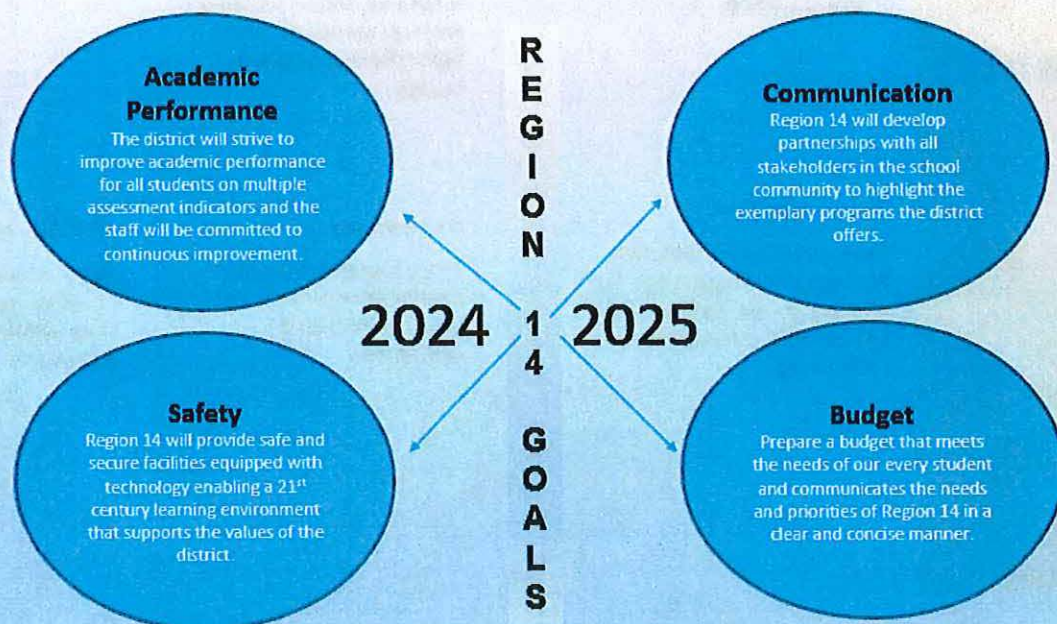 Academic
Performance
The district will strive to
improve academic performance
for all students on multiple
assessment indicators and the
staff will be committed to
continuous improvement.
REGION 14 GOALS
Communication
Region 14 will develop
partnerships with all
stakeholders in the school
community to highlight the
exemplary programs the district
offers.
2024
2025
Safety
Region 14 will provide safe and
secure facilities equipped with
technology enabling a 21st
century learning environment
that supports the values of the
district.
Budget
Prepare a budget that meets
the needs of our every student
and communicates the needs
and priorities of Region 14 in a
clear and concise manner.